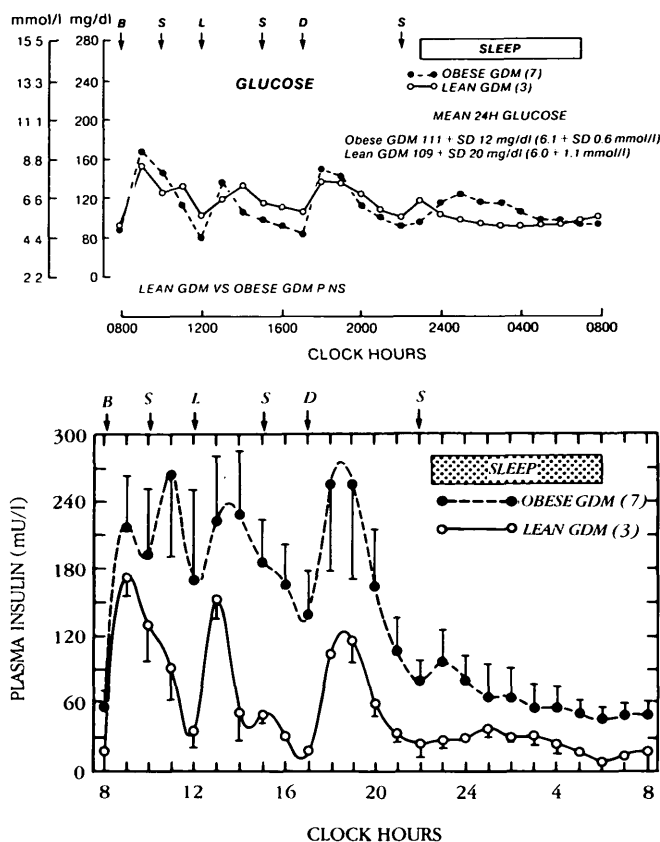 mmol/l mg/dl B S L S D S
15 5 280
SLEEP
13.3 240
OBESE GDM (7)
LEAN GDM (3)
GLUCOSE
11.1 200
MEAN 24H GLUCOSE
Obese GDM 111 + SD 12 mg/dl (6.1 + SD 0.6 mmol/l)
Lean GDM 109 + SD 20 mg/dl (6.0 + 1.1 mmol/l)
8.8 160
6.6 120
4.4 80
2 2 0
LEAN GDM VS OBESE GDM P NS
0800 1200 1600 2000 2400 0400 0800
CLOCK HOURS
B S L S D S
300
SLEEP
OBESE GDM (7)
LEAN GDM (3)
240
180
120
60
0
PLASMA INSULIN (mU/l)
8 12 16 20 24 4 8
CLOCK HOURS